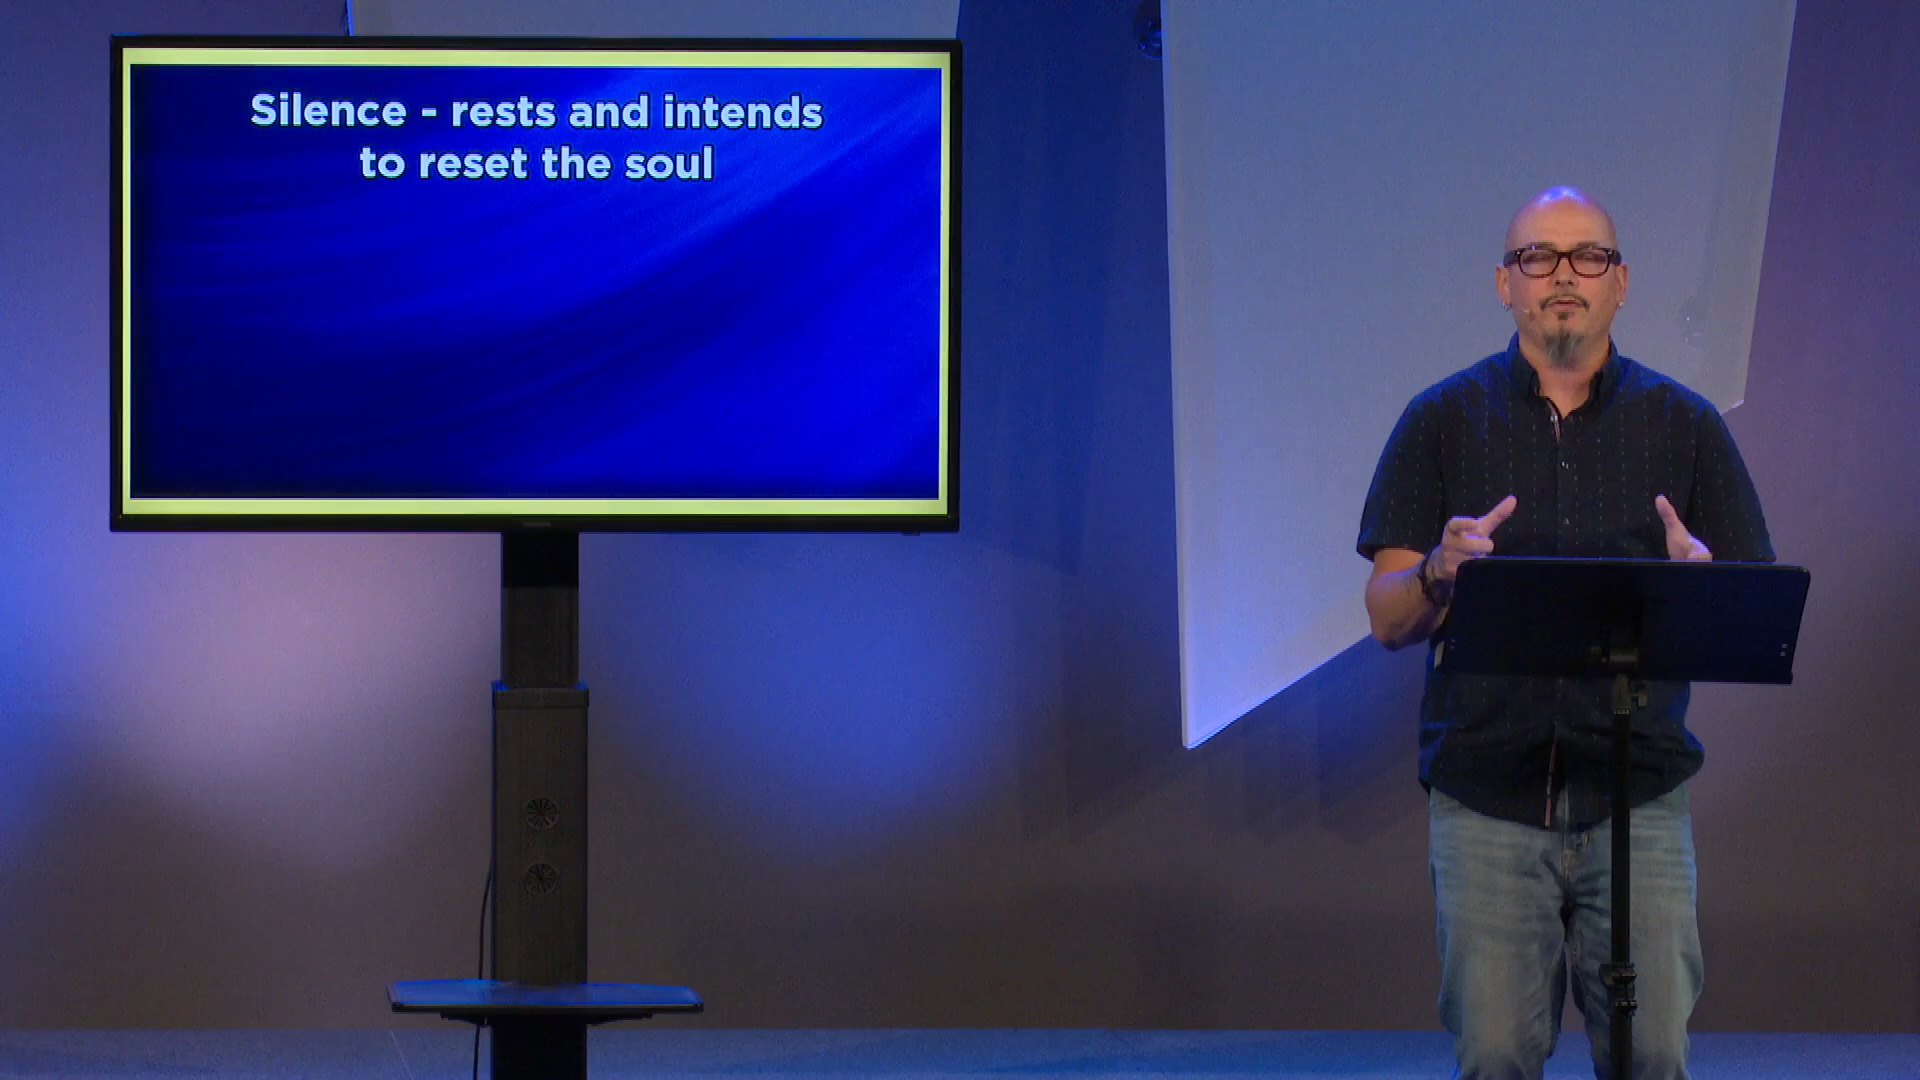 Silence - rests and intends
to reset the soul